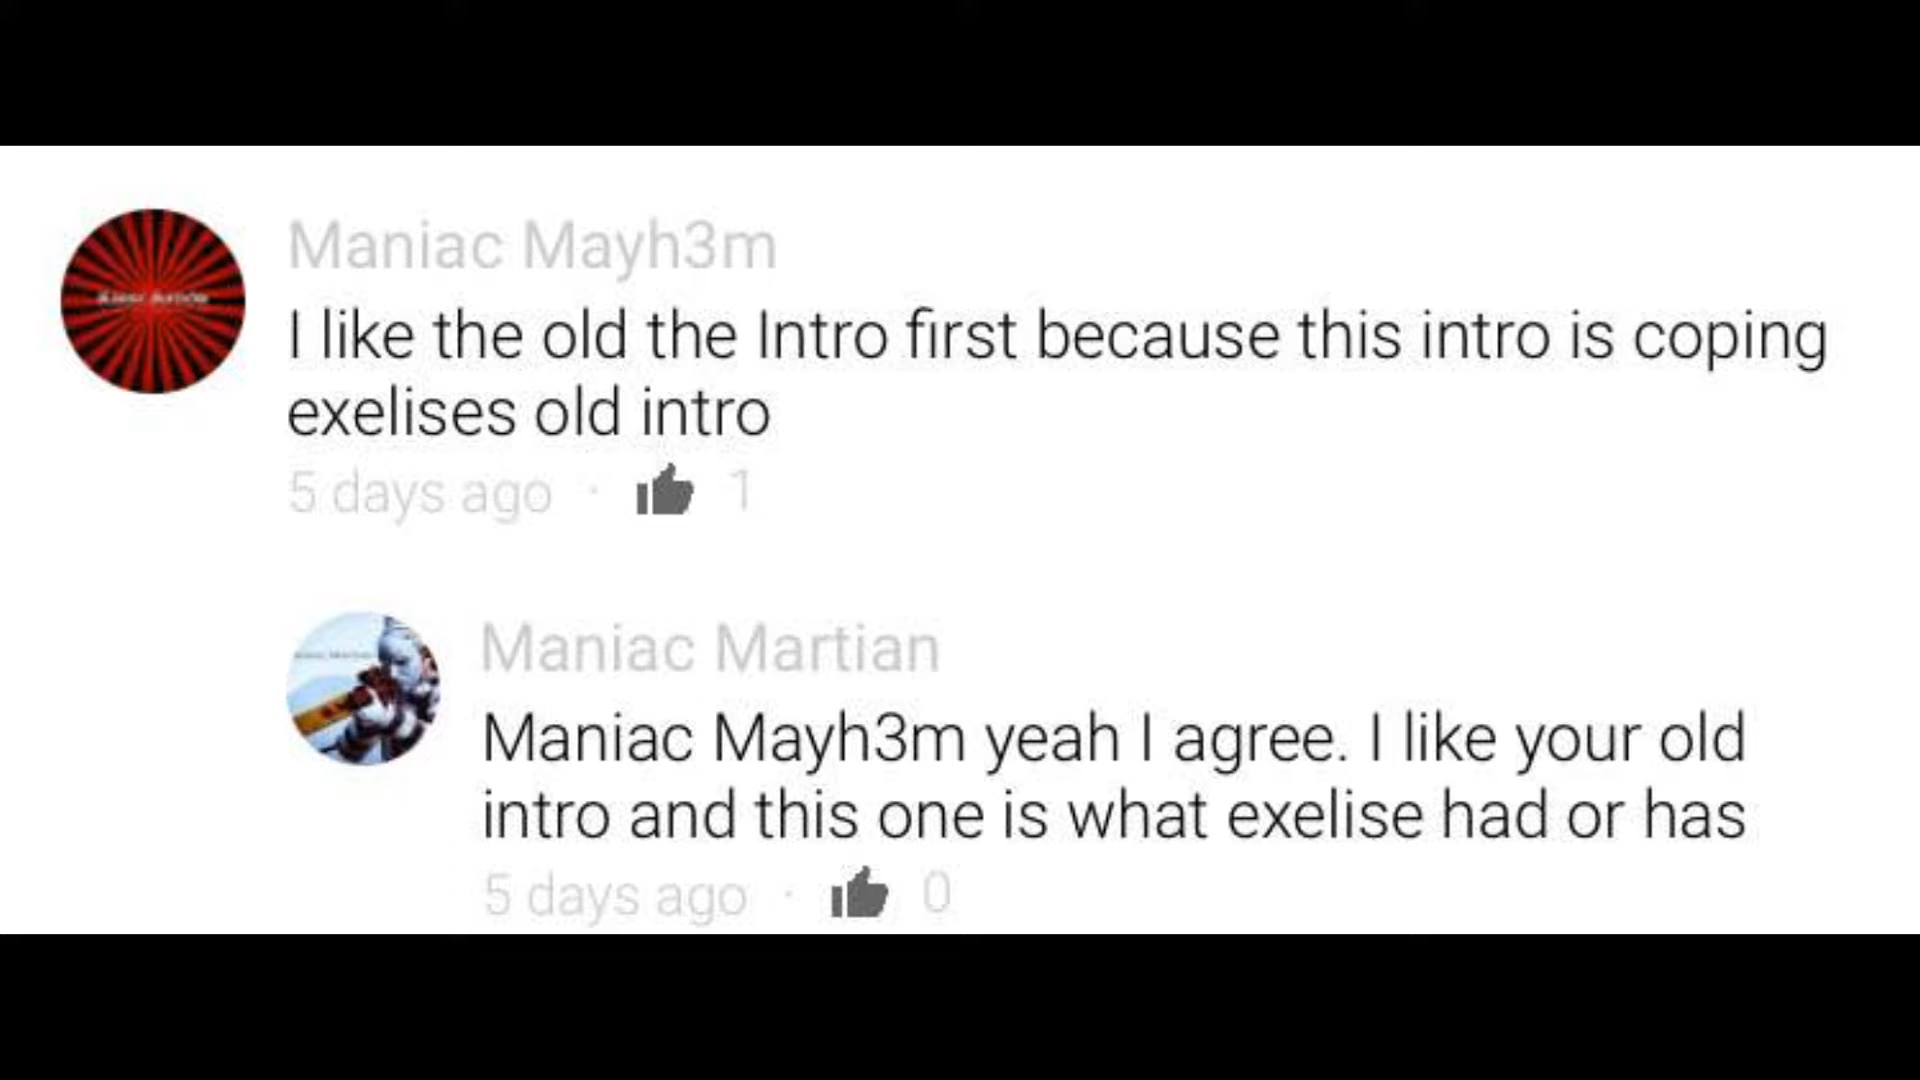 Maniac Mayh3m
I like the old the Intro first because this intro is coping
exelises old intro
5 days ago · 1
Maniac Martian
Maniac Mayh3m yeah I agree. I like your old
intro and this one is what exelise had or has
5 days ago · 0